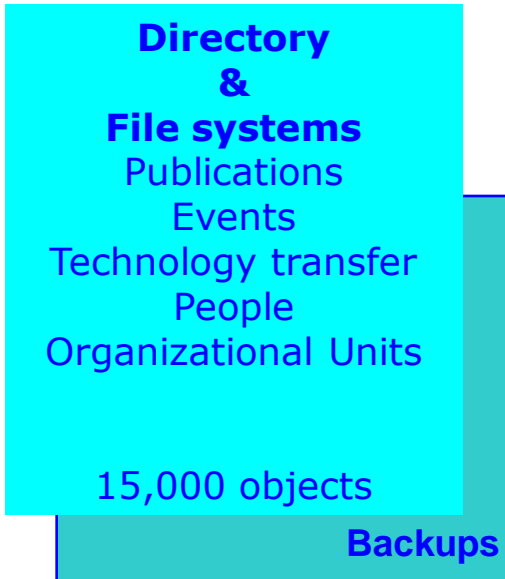 Directory
&
File systems
Publications
Events
Technology transfer
People
Organizational Units
15,000 objects
Backups